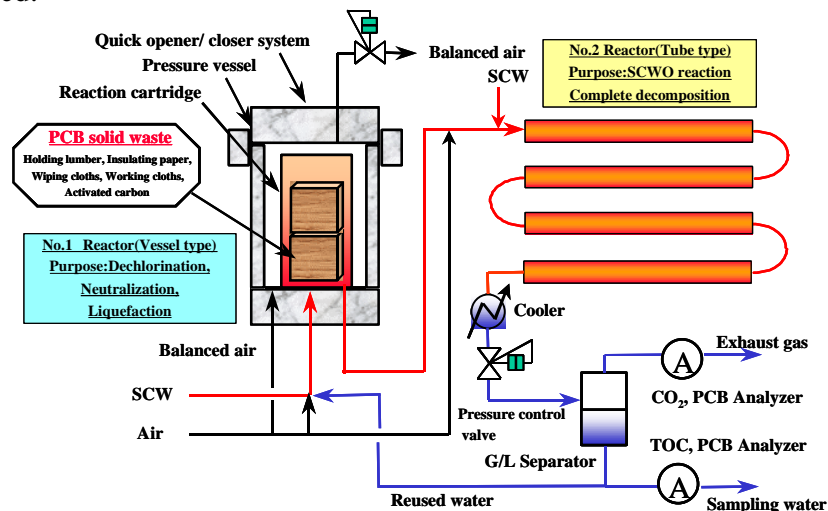 ed.
Quick opener/ closer system
Pressure vessel
Reaction cartridge
PCB solid waste
Holding lumber, Insulating paper,
Wiping cloths, Working cloths,
Activated carbon
No.1 Reactor(Vessel type)
Purpose:Dechlorination,
Neutralization,
Liquefaction
Balanced air
SCW
Air
Balanced air
SCW
No.2 Reactor(Tube type)
Purpose:SCWO reaction
Complete decomposition
Cooler
Pressure control
valve
G/L Separator
Reused water
A
Exhaust gas
CO₂, PCB Analyzer
TOC, PCB Analyzer
A
Sampling water